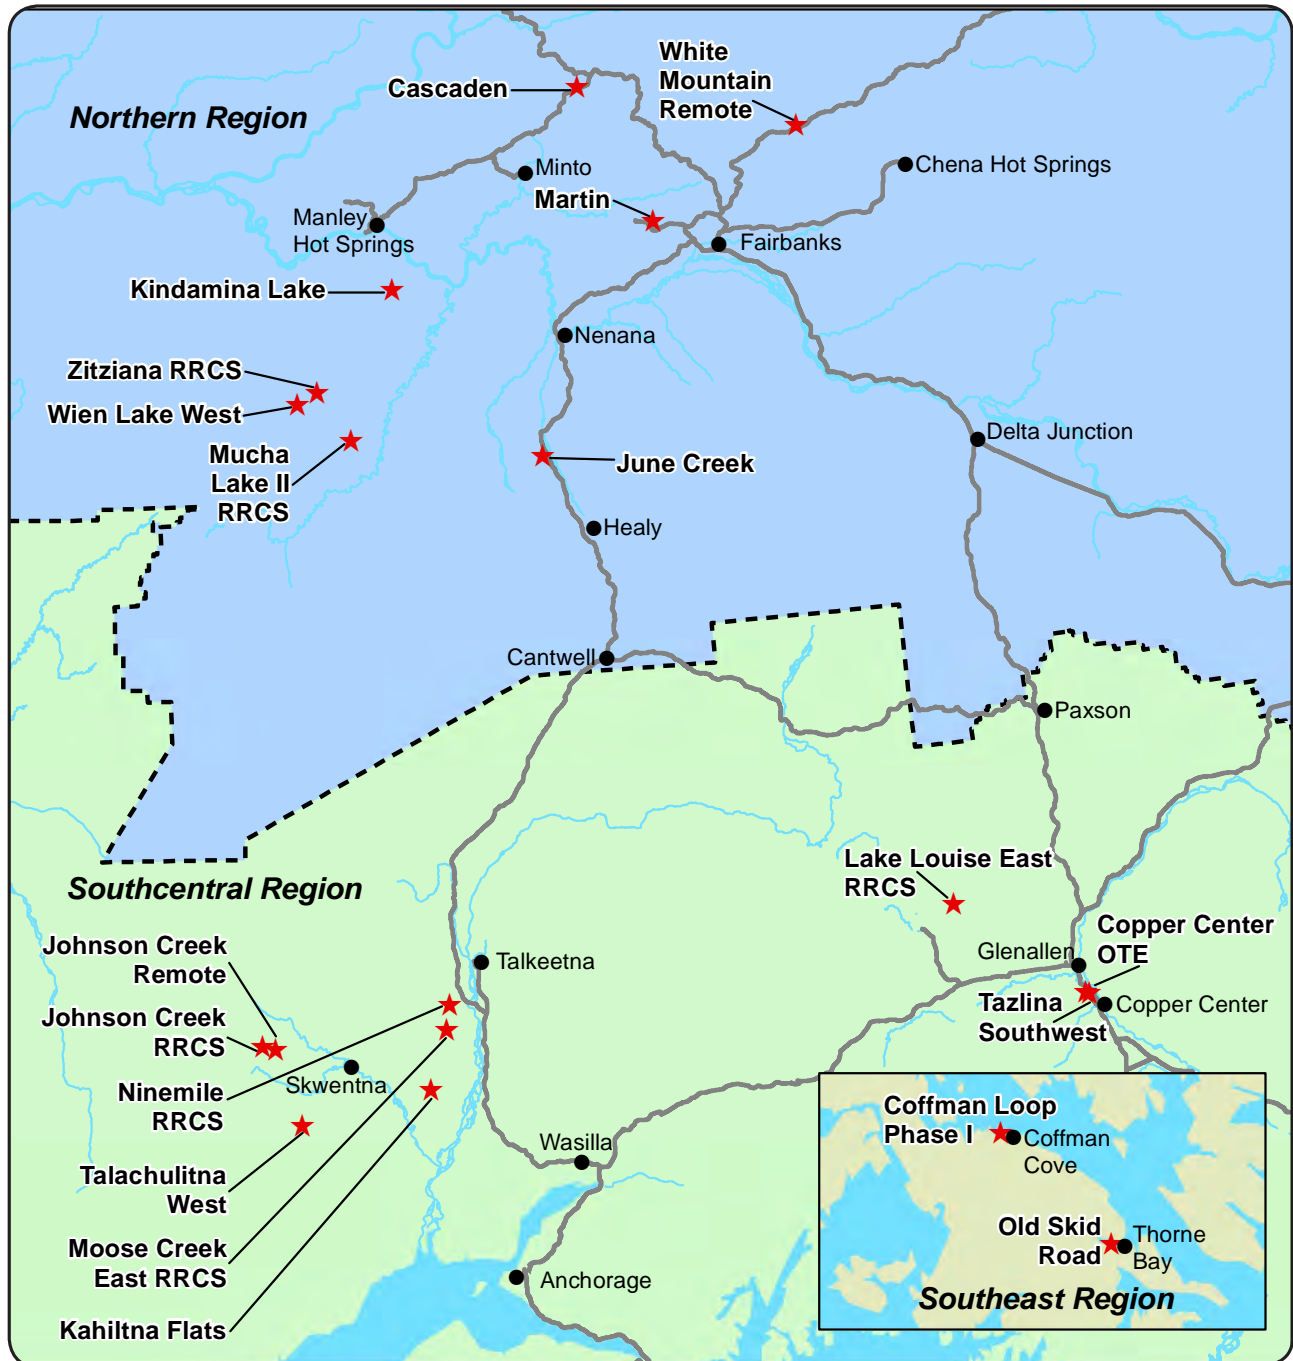 White
Mountain
Remote
Cascaden
Northern Region
Minto
Chena Hot Springs
Martin
Manley
Hot Springs
Fairbanks
Kindamina Lake
Nenana
Zitziana RRCS
Wien Lake West
Delta Junction
Mucha
Lake II
RRCS
June Creek
Healy
Cantwell
Paxson
Lake Louise East
RRCS
Southcentral Region
Copper Center
OTE
Johnson Creek
Remote
Talkeetna
Glenallen
Tazlina
Southwest
Copper Center
Johnson Creek
RRCS
Skwentna
Ninemile
RRCS
Coffman Loop
Phase I
Coffman
Cove
Wasilla
Talachulitna
West
Old Skid
Road
Thorne
Bay
Moose Creek
East RRCS
Anchorage
Southeast Region
Kahiltna Flats